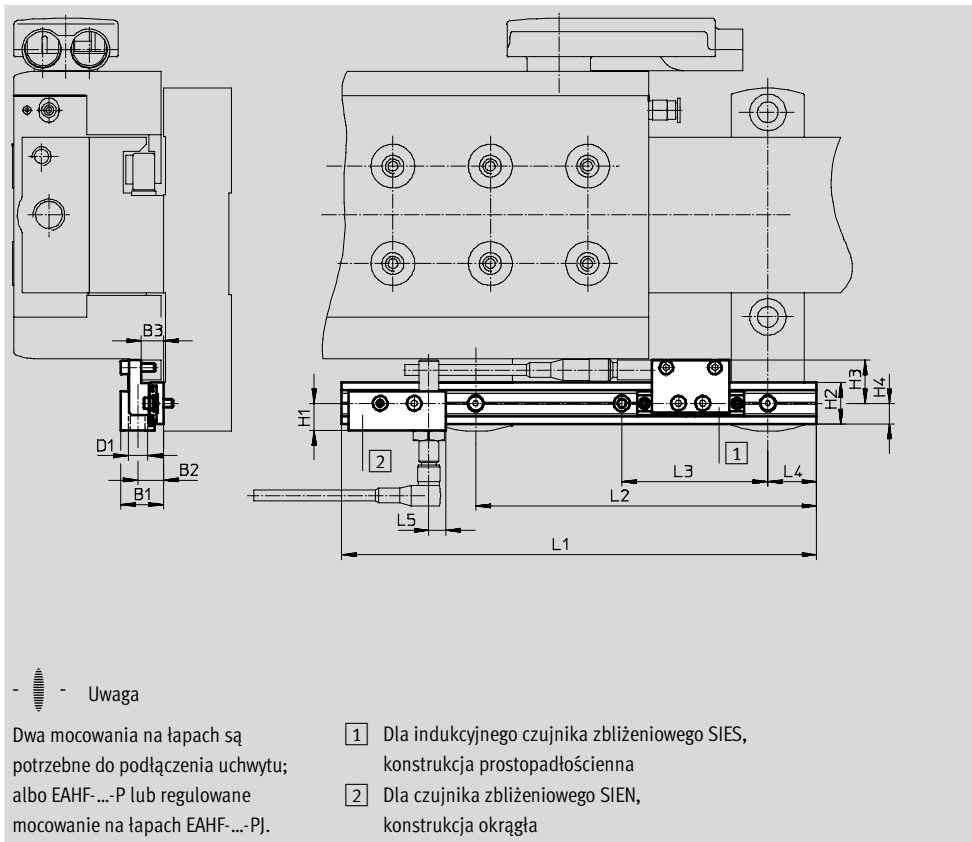 B3
D1
B2
B1
H1
H3
H4
H2
2
1
L3
L4
L2
L5
L1
- - Uwaga
Dwa mocowania na łapach są
potrzebne do podłączenia uchwytu;
albo EAHF-...-P lub regulowane
mocowanie na łapach EAHF-...-PJ.
1 Dla indukcyjnego czujnika zbliżeniowego SIES,
konstrukcja prostopadłościenna
2 Dla czujnika zbliżeniowego SIEN,
konstrukcja okrągła